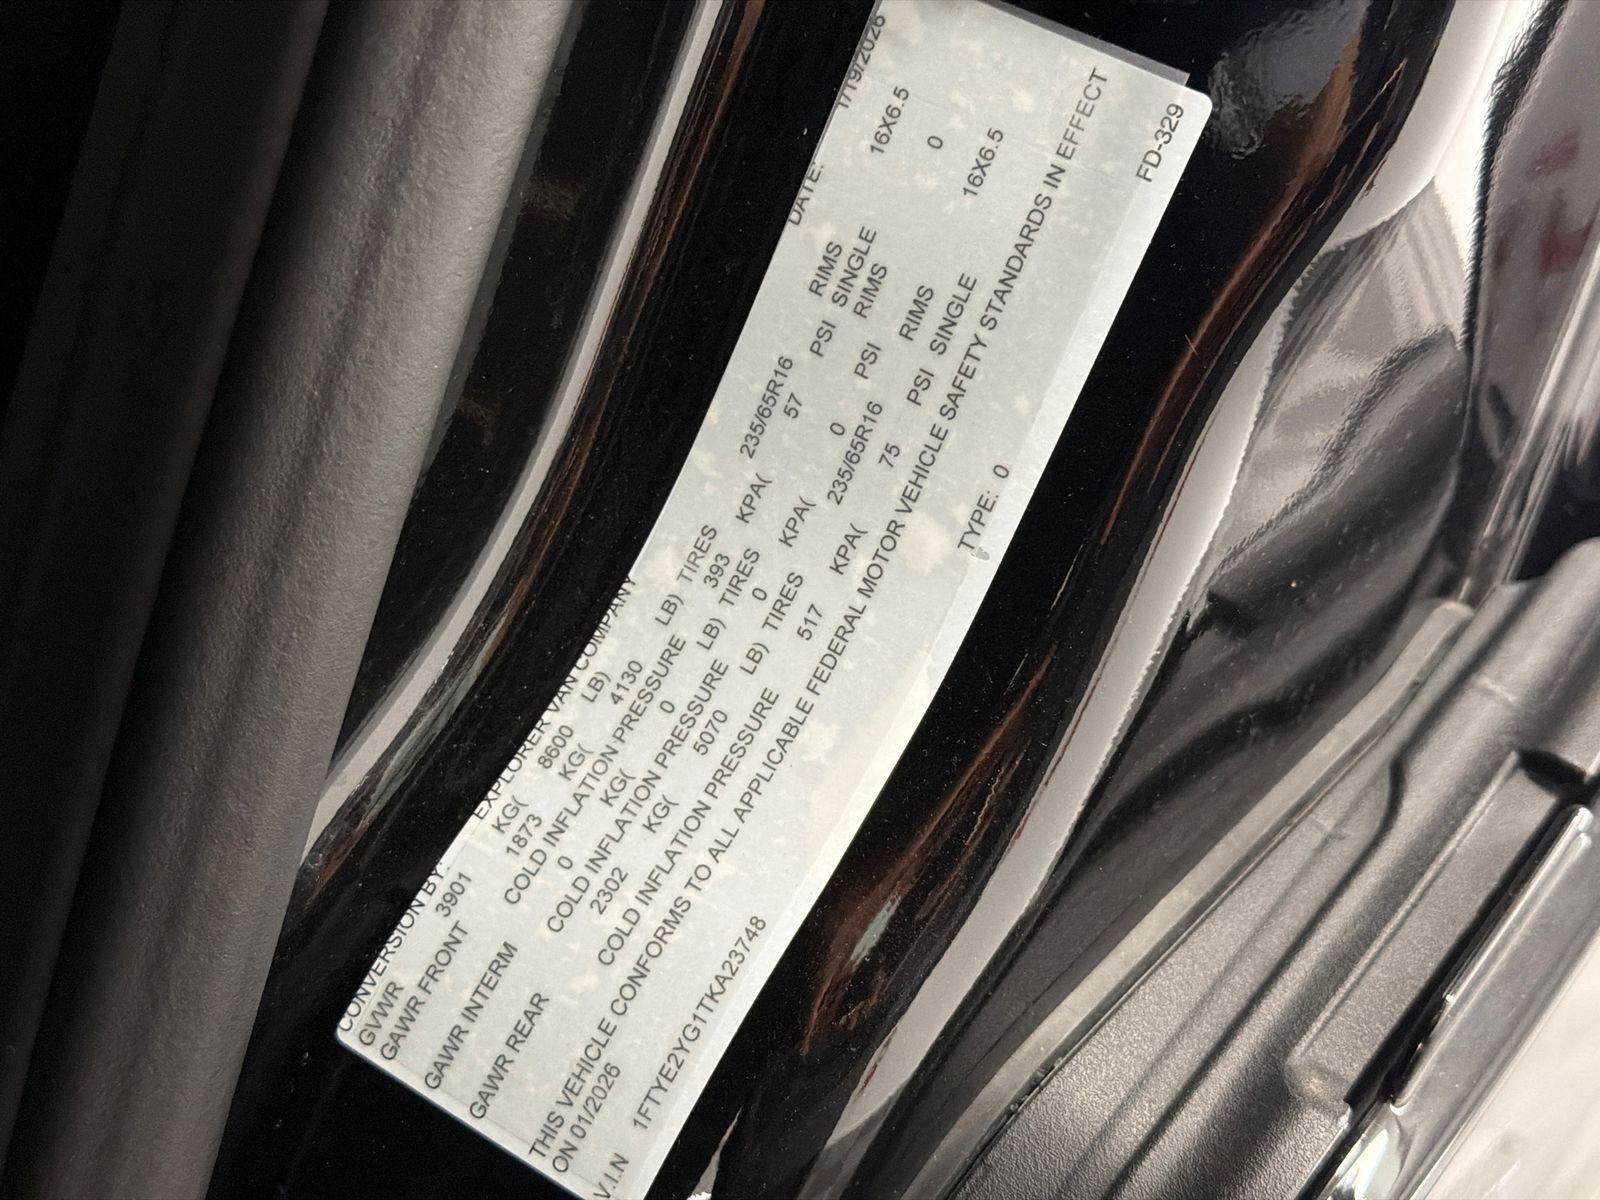 CONVERSION BY: EXPLORER VAN COMPANY DATE: 1/19/2026
GVWR 3901 KG( 8600 LB)
GAWR FRONT 1873 KG( 4130 LB) TIRES 235/65R16 RIMS 16X6.5
COLD INFLATION PRESSURE 393 KPA( 57 PSI SINGLE
GAWR INTERM 0 KG( 0 LB) TIRES RIMS 0
COLD INFLATION PRESSURE 0 KPA( 0 PSI
GAWR REAR 2302 KG( 5070 LB) TIRES 235/65R16 RIMS 16X6.5
COLD INFLATION PRESSURE 517 KPA( 75 PSI SINGLE
THIS VEHICLE CONFORMS TO ALL APPLICABLE FEDERAL MOTOR VEHICLE SAFETY STANDARDS IN EFFECT
ON 01/2026
V.I.N 1FTYE2YG1TKA23748 TYPE: 0 FD-329